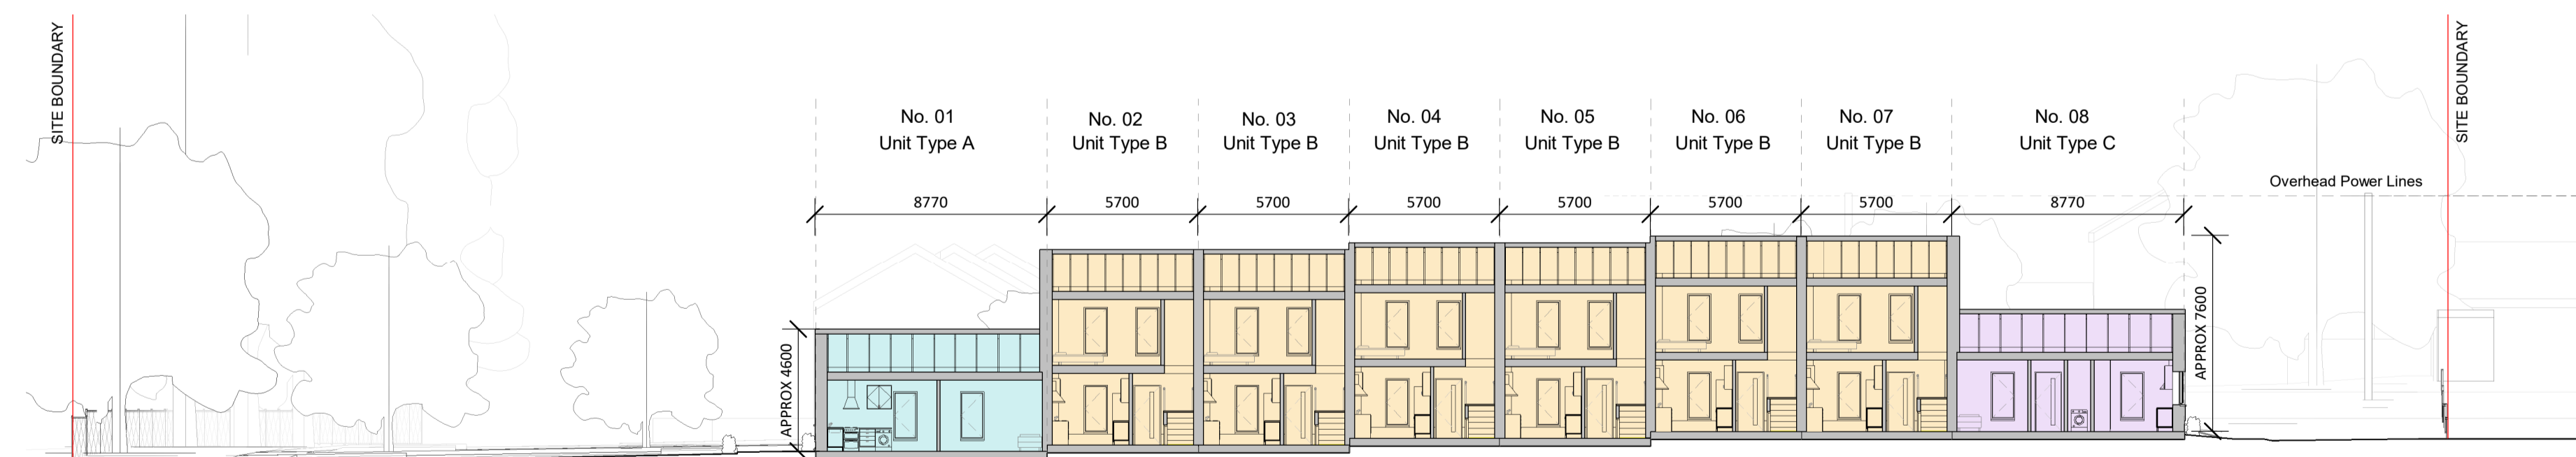 SITE BOUNDARY
No. 01
Unit Type A
No. 02
Unit Type B
No. 03
Unit Type B
No. 04
Unit Type B
No. 05
Unit Type B
No. 06
Unit Type B
No. 07
Unit Type B
No. 08
Unit Type C
SITE BOUNDARY
Overhead Power Lines
8770
5700
5700
5700
5700
5700
5700
8770
APPROX 4600
APPROX 7600